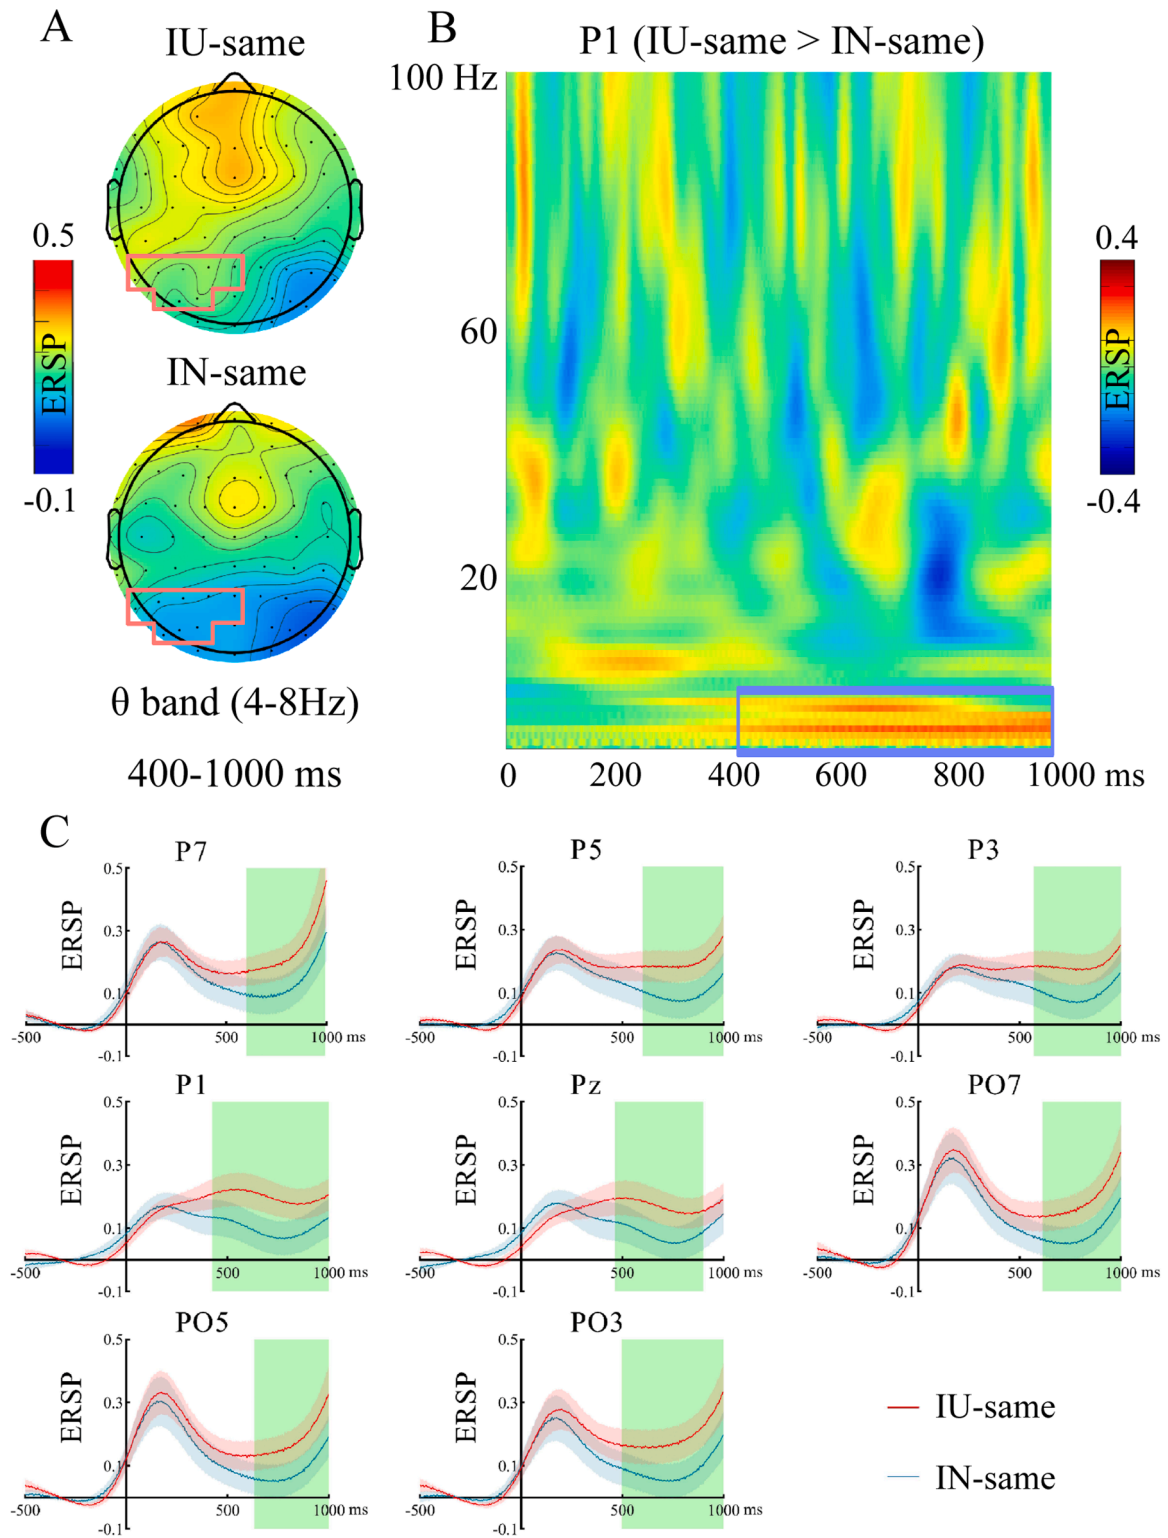 A
IU-same
0.5
ERSP
-0.1
IN-same
θ band (4-8Hz)
400-1000 ms
B
P1 (IU-same > IN-same)
100 Hz
60
20
0 200 400 600 800 1000 ms
0.4
ERSP
-0.4
C
P7
ERSP
0.5
0.3
0.1
-0.1
-500 500 1000 ms
P5
ERSP
0.5
0.3
0.1
-0.1
-500 500 1000 ms
P3
ERSP
0.5
0.3
0.1
-0.1
-500 500 1000 ms
P1
ERSP
0.5
0.3
0.1
-0.1
-500 500 1000 ms
Pz
ERSP
0.5
0.3
0.1
-0.1
-500 500 1000 ms
PO7
ERSP
0.5
0.3
0.1
-0.1
-500 500 1000 ms
PO5
ERSP
0.5
0.3
0.1
-0.1
-500 500 1000 ms
PO3
ERSP
0.5
0.3
0.1
-0.1
-500 500 1000 ms
IU-same
IN-same